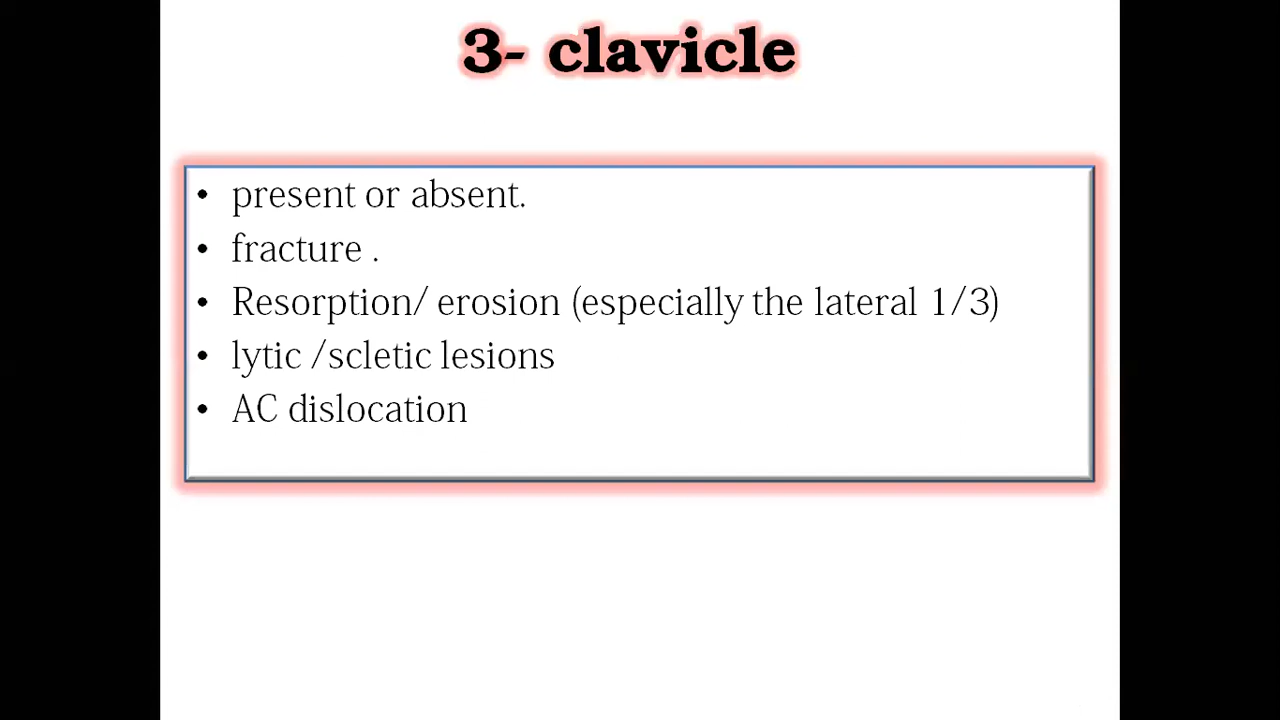 3- clavicle
• present or absent.
• fracture .
• Resorption/ erosion (especially the lateral 1/3)
• lytic /scletic lesions
• AC dislocation